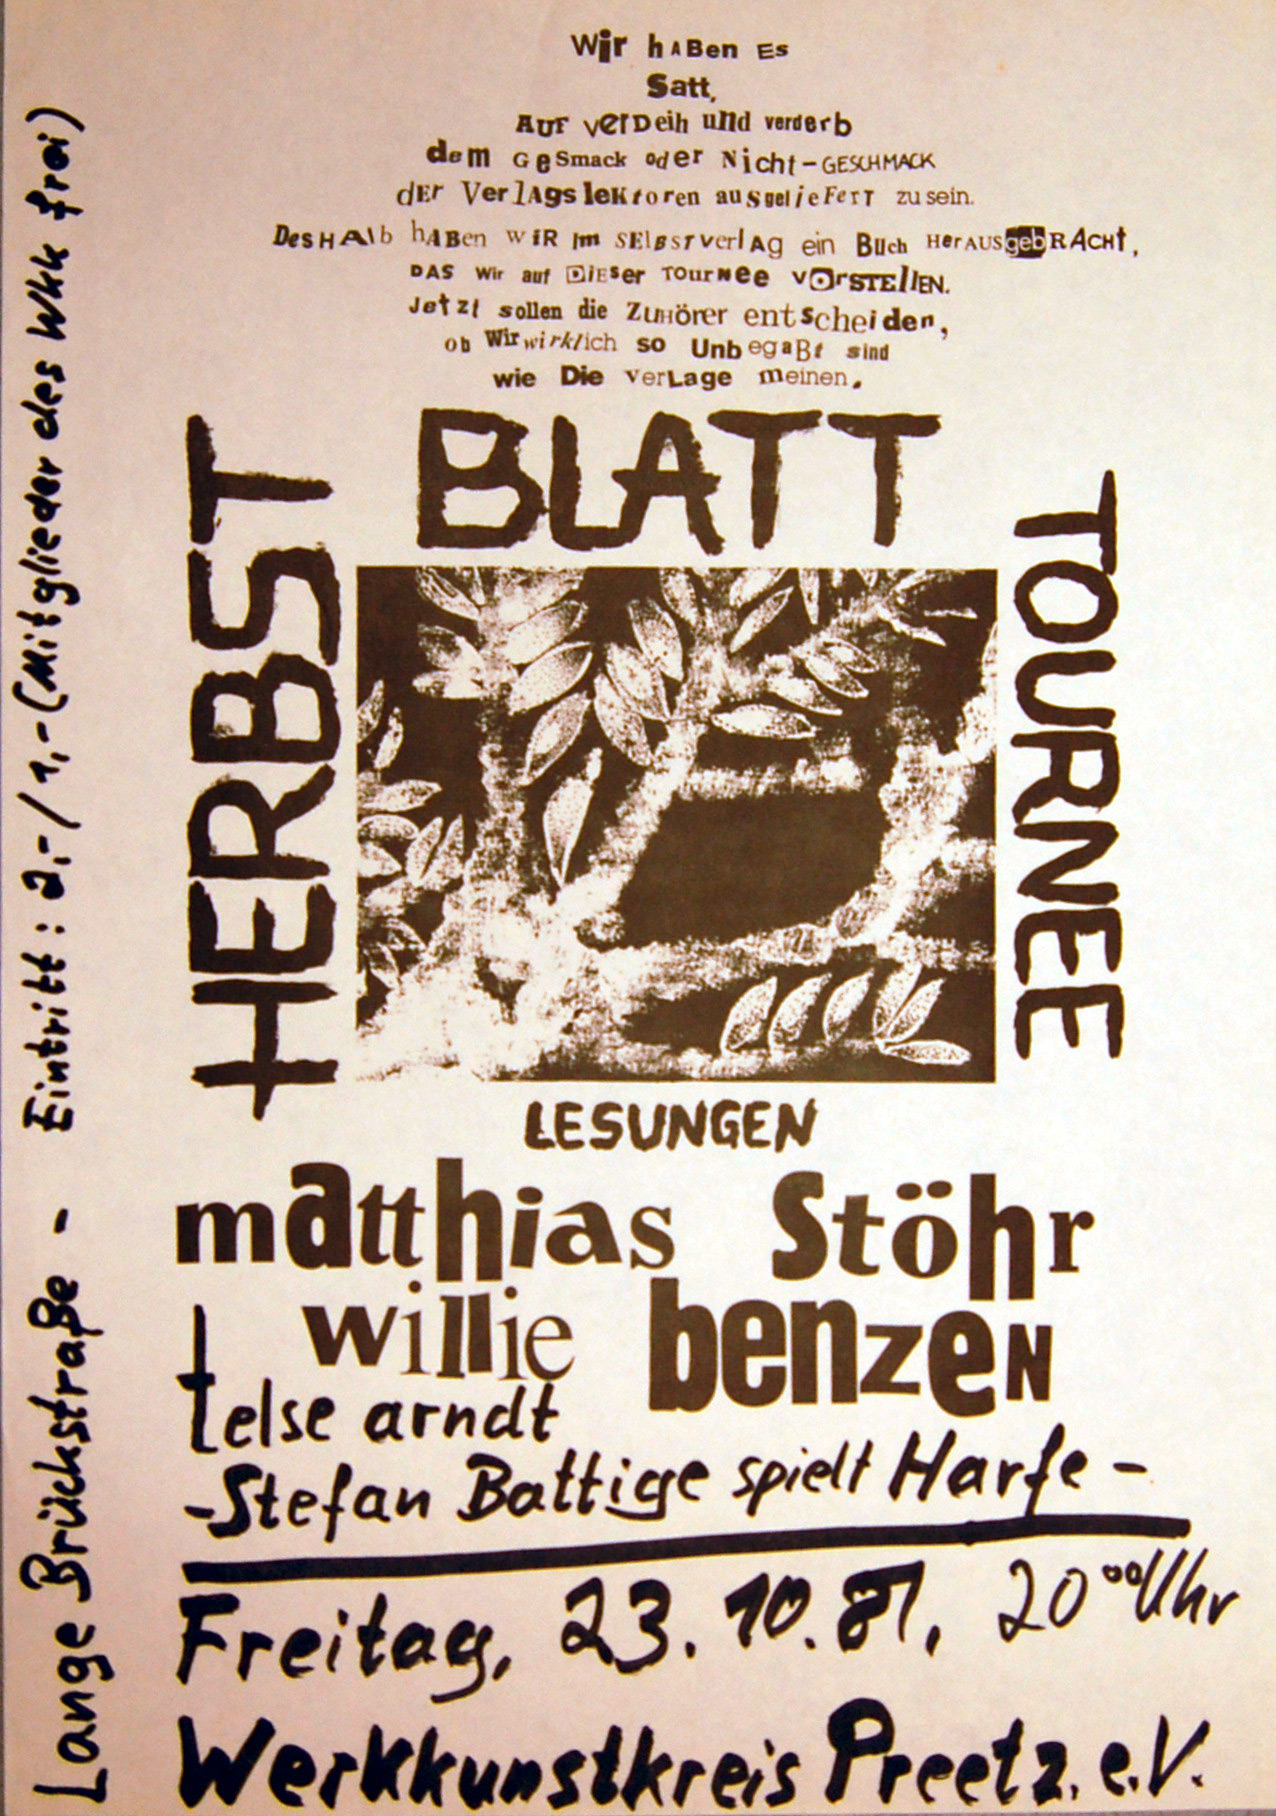 Wir haben es
Satt,
Auf verdeih und verderb
dem GeSmack oder Nicht-GESCHMACK
der Verlagslektoren ausgeliefert zu sein.
Deshalb haben wir im Selbstverlag ein Buch herausgebracht,
das wir auf dieser Tournee vorstellen.
Jetzt sollen die Zuhörer entscheiden,
ob Wir wirklich so Unbegabt sind
wie Die Verlage meinen.
HERBST
BLATT
TOURNEE
LESUNGEN
matthias Stöhr
willie benzen
telse arndt
-Stefan Battige spielt Harfe-
Freitag, 23.10.81, 20⁰⁰ Uhr
Werkkunstkreis Preetz. e.V.
Lange Brückstraße - Eintritt: 2,-/1,- (Mitglieder des Wkk frei)